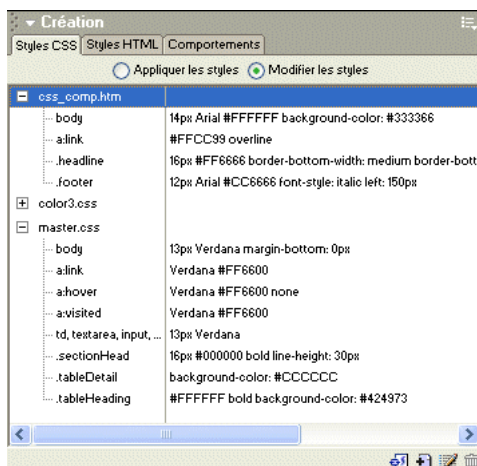 Création
Styles CSS Styles HTML Comportements
Appliquer les styles Modifier les styles
css_comp.htm
body 14px Arial #FFFFFF background-color: #333366
a:link #FFCC99 overline
.headline 16px #FF6666 border-bottom-width: medium border-bott
.footer 12px Arial #CC6666 font-style: italic left: 150px
color3.css
master.css
body 13px Verdana margin-bottom: 0px
a:link Verdana #FF6600
a:hover Verdana #FF6600 none
a:visited Verdana #FF6600
td, textarea, input, ... 13px Verdana
.sectionHead 16px #000000 bold line-height: 30px
.tableDetail background-color: #CCCCCC
.tableHeading #FFFFFF bold background-color: #424973